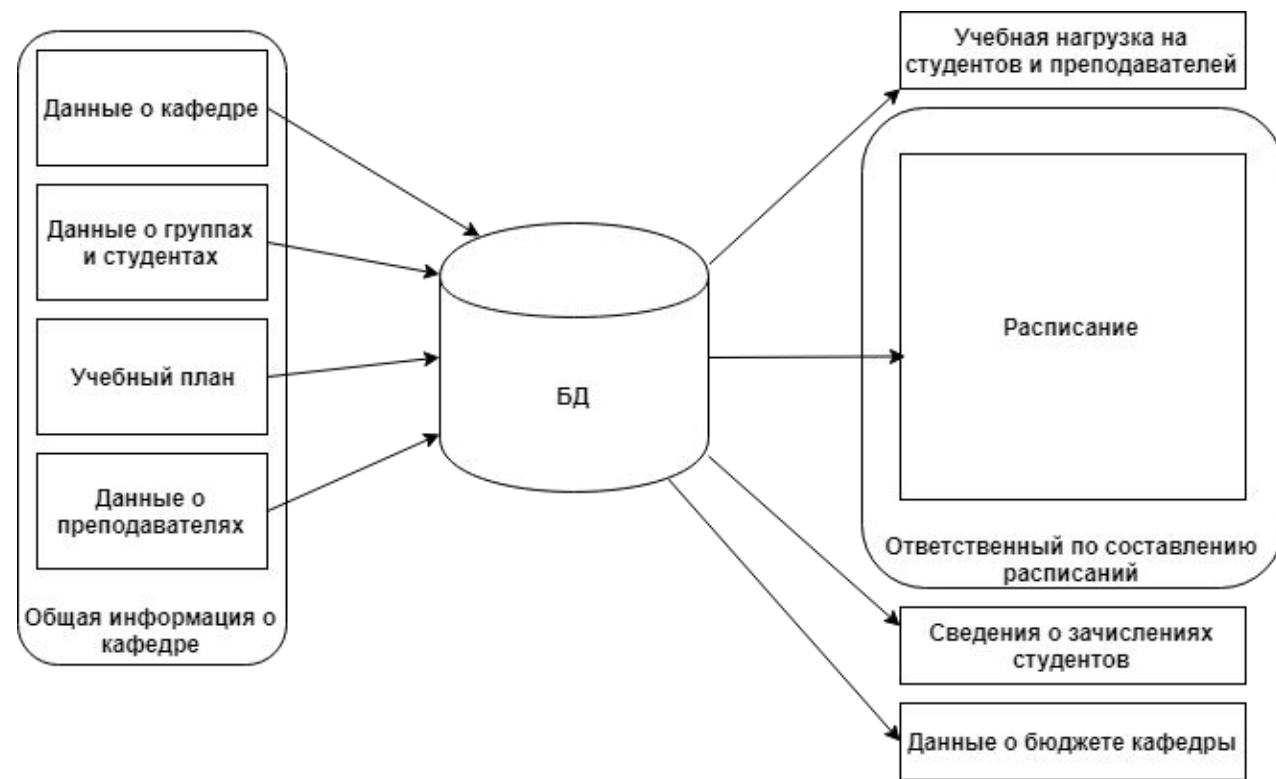 Данные о кафедре
Данные о группах
и студентах
Учебный план
Данные о
преподавателях
Общая информация о
кафедре
БД
Учебная нагрузка на
студентов и преподавателей
Расписание
Ответственный по составлению
расписаний
Сведения о зачислениях
студентов
Данные о бюджете кафедры